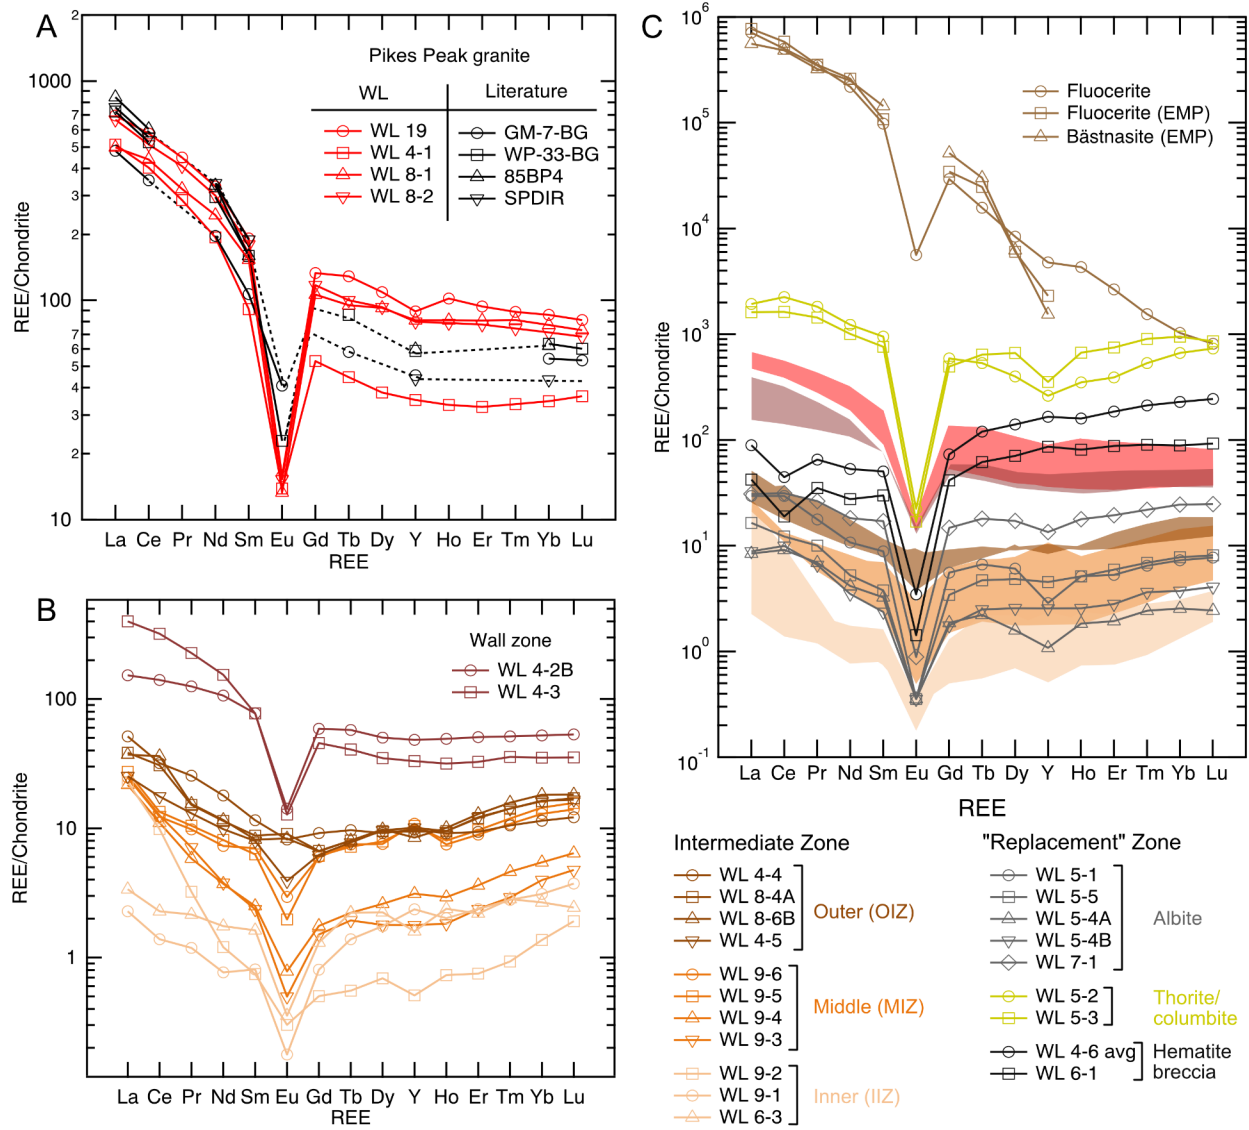 A
Pikes Peak granite
WL
Literature
WL 19
WL 4-1
WL 8-1
WL 8-2
GM-7-BG
WP-33-BG
85BP4
SPDIR
REE/Chondrite
2
1000
7
6
5
4
3
2
100
7
6
5
4
3
2
10
La Ce Pr Nd Sm Eu Gd Tb Dy Y Ho Er Tm Yb Lu
REE
B
Wall zone
WL 4-2B
WL 4-3
REE/Chondrite
100
10
1
La Ce Pr Nd Sm Eu Gd Tb Dy Y Ho Er Tm Yb Lu
REE
C
Fluocerite
Fluocerite (EMP)
Bästnasite (EMP)
REE/Chondrite
10^6
10^5
10^4
10^3
10^2
10^1
10^0
10^-1
La Ce Pr Nd Sm Eu Gd Tb Dy Y Ho Er Tm Yb Lu
REE
Intermediate Zone
WL 4-4
WL 8-4A
WL 8-6B
WL 4-5
Outer (OIZ)
WL 9-6
WL 9-5
WL 9-4
WL 9-3
Middle (MIZ)
WL 9-2
WL 9-1
WL 6-3
Inner (IIZ)
"Replacement" Zone
WL 5-1
WL 5-5
WL 5-4A
WL 5-4B
WL 7-1
Albite
WL 5-2
WL 5-3
Thorite/
columbite
WL 4-6 avg
WL 6-1
Hematite
breccia